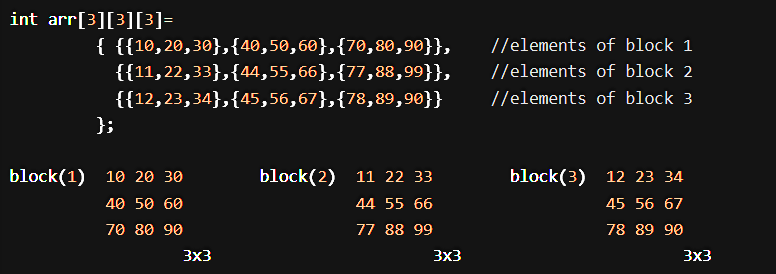 int arr[3][3][3]=
{ {{10,20,30},{40,50,60},{70,80,90}}, //elements of block 1
{{11,22,33},{44,55,66},{77,88,99}}, //elements of block 2
{{12,23,34},{45,56,67},{78,89,90}} //elements of block 3
};
block(1) 10 20 30 block(2) 11 22 33 block(3) 12 23 34
40 50 60 44 55 66 45 56 67
70 80 90 77 88 99 78 89 90
3x3 3x3 3x3